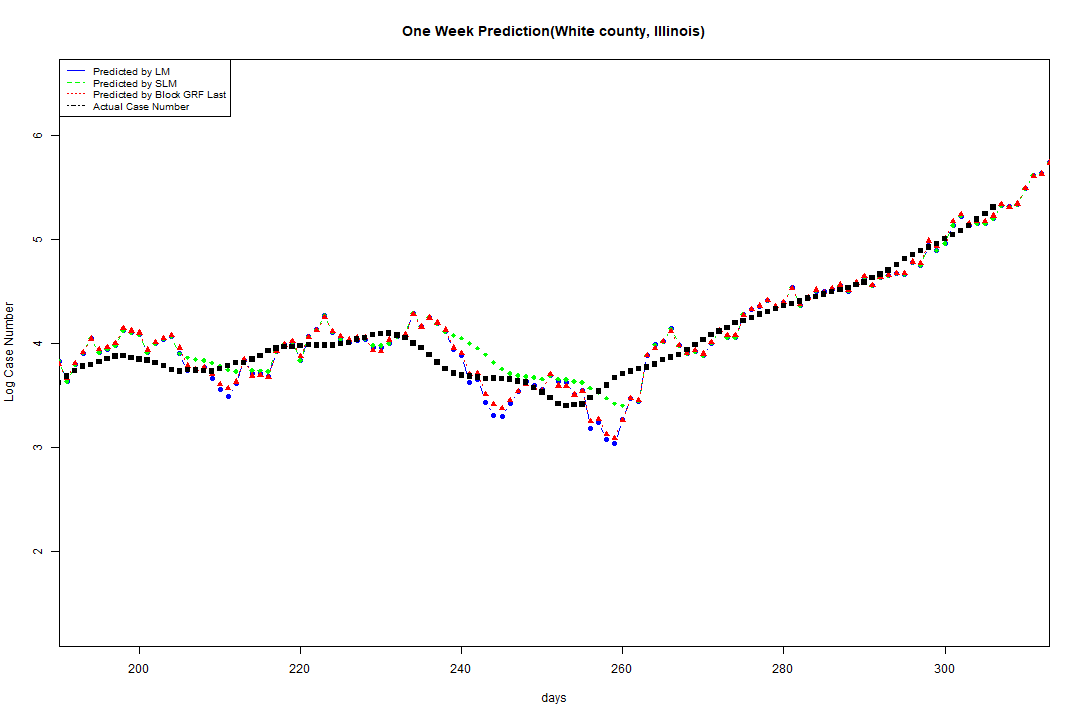 One Week Prediction(White county, Illinois)
Predicted by LM
Predicted by SLM
Predicted by Block GRF Last
Actual Case Number
6
5
4
3
2
Log Case Number
200 220 240 260 280 300
days